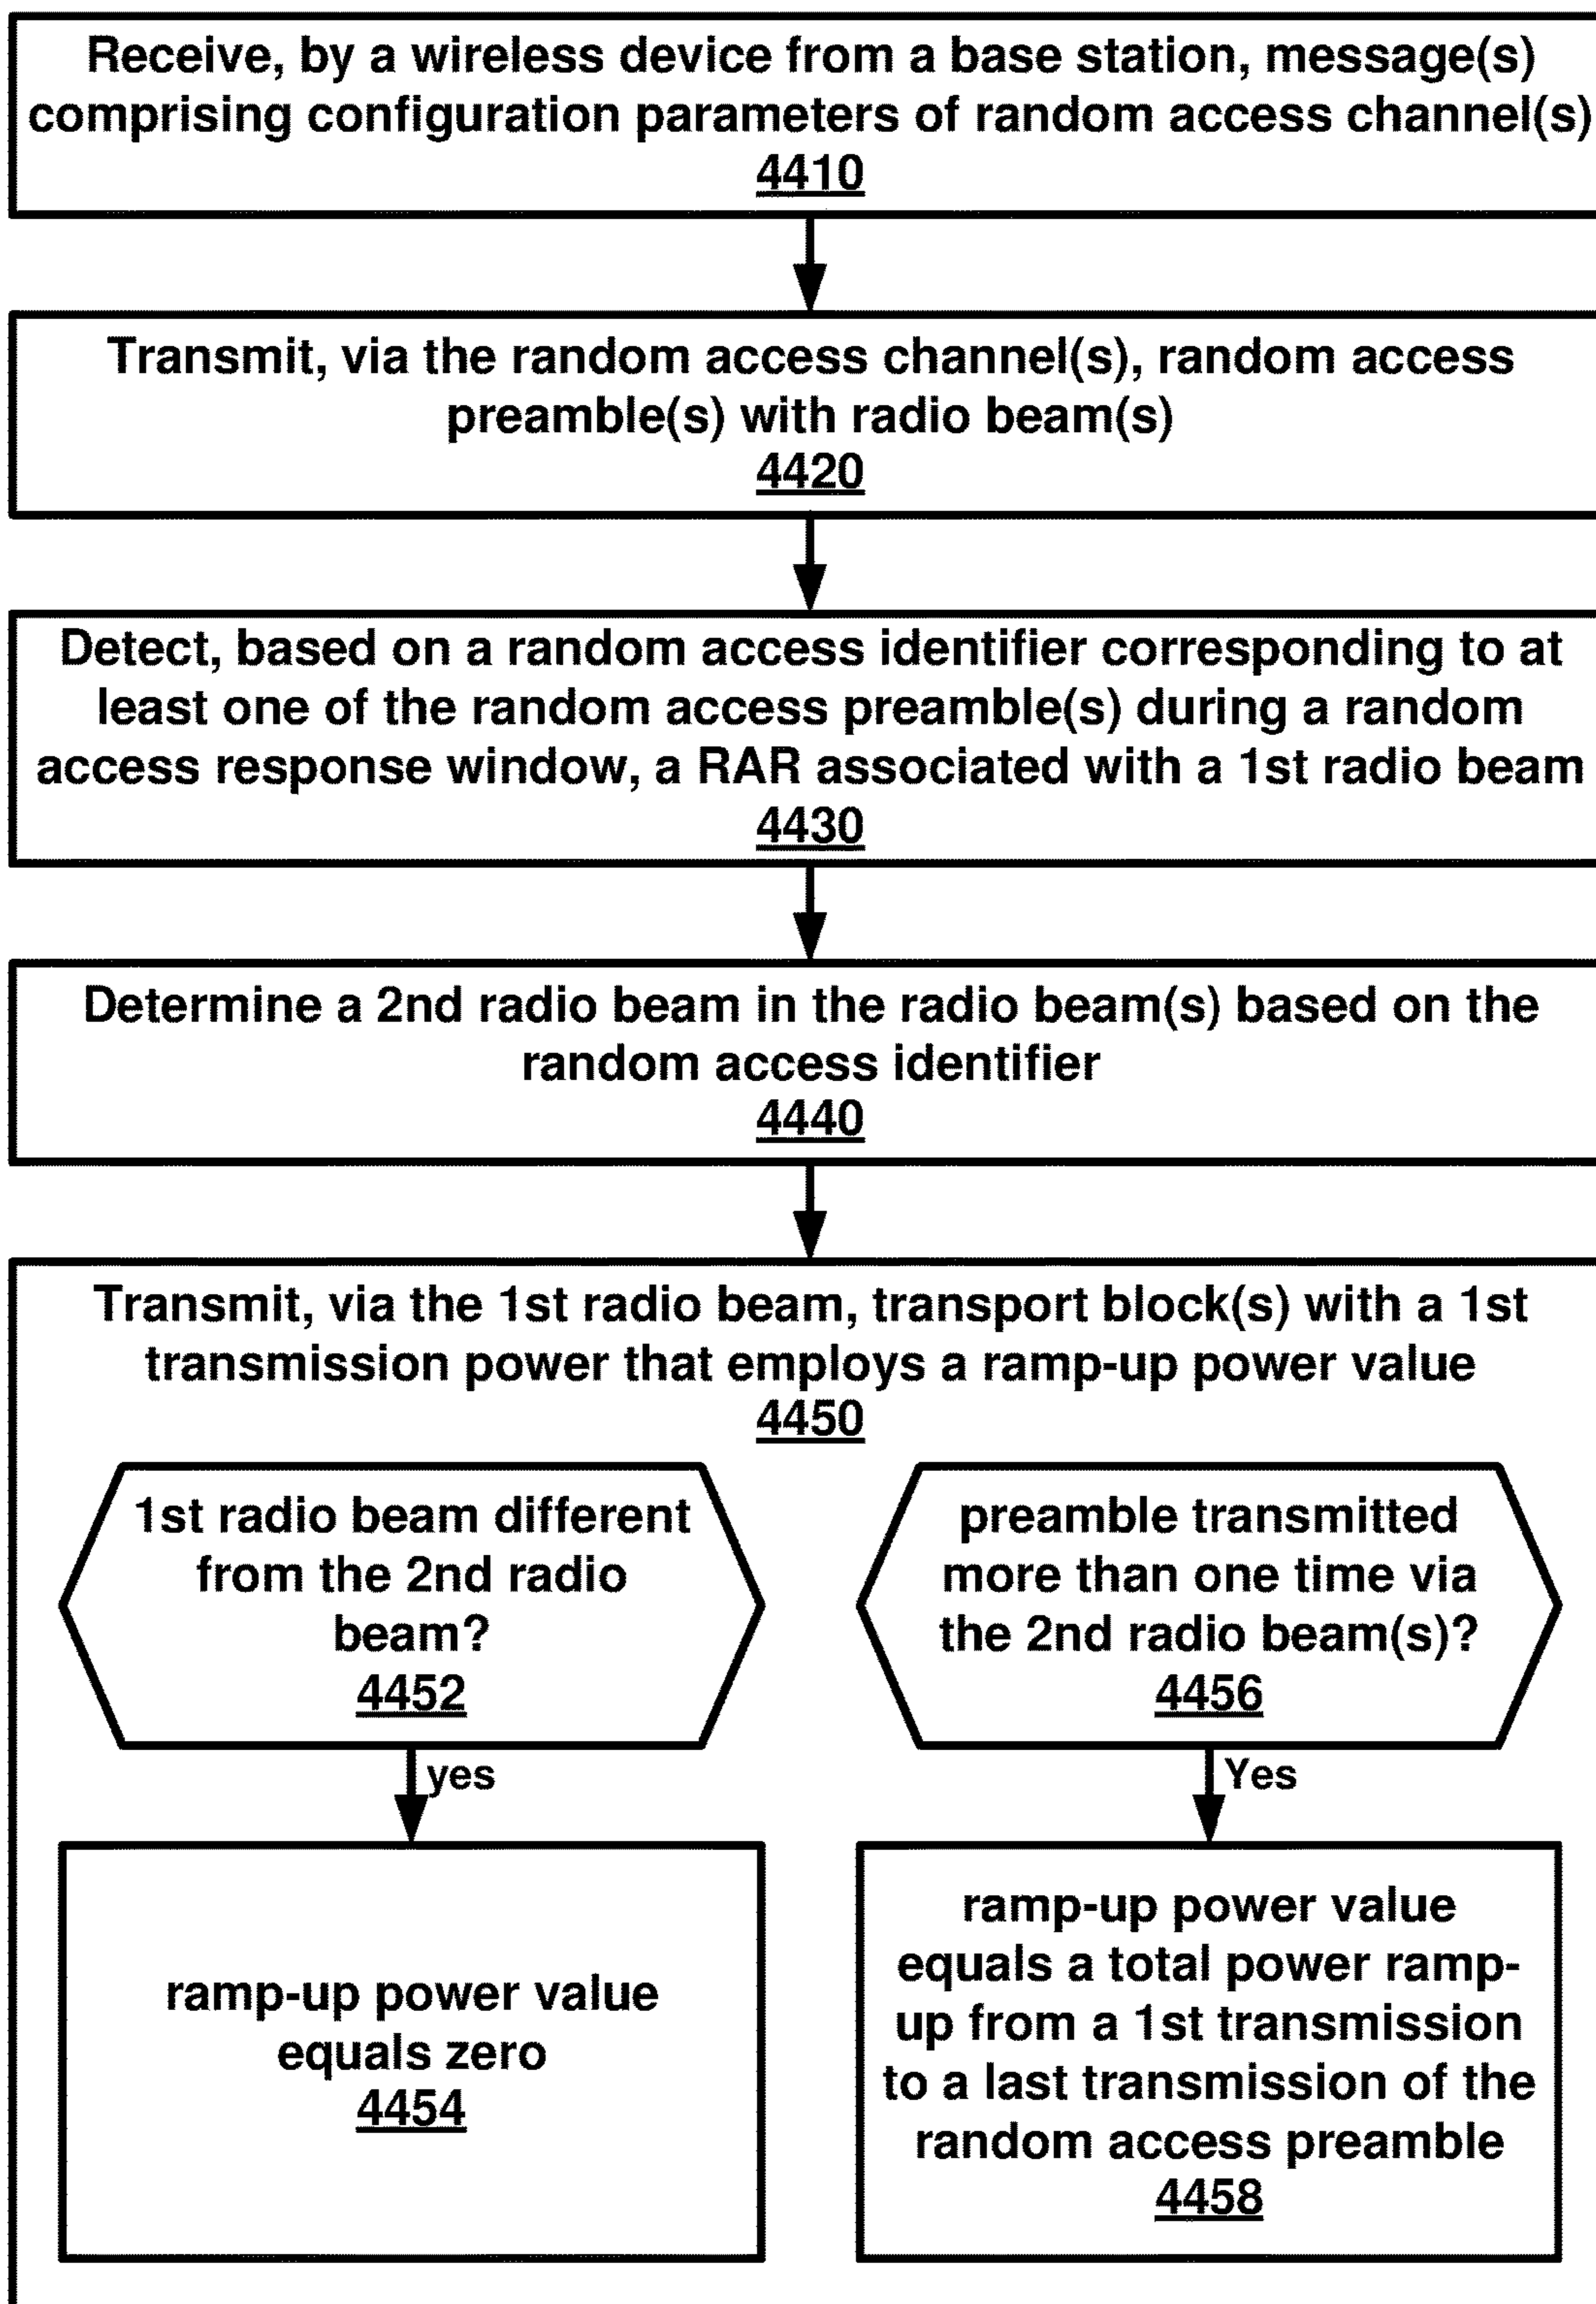 Receive, by a wireless device from a base station, message(s)
comprising configuration parameters of random access channel(s)
4410
Transmit, via the random access channel(s), random access
preamble(s) with radio beam(s)
4420
Detect, based on a random access identifier corresponding to at
least one of the random access preamble(s) during a random
access response window, a RAR associated with a 1st radio beam
4430
Determine a 2nd radio beam in the radio beam(s) based on the
random access identifier
4440
Transmit, via the 1st radio beam, transport block(s) with a 1st
transmission power that employs a ramp-up power value
4450
1st radio beam different
from the 2nd radio
beam?
4452
yes
ramp-up power value
equals zero
4454
preamble transmitted
more than one time via
the 2nd radio beam(s)?
4456
Yes
ramp-up power value
equals a total power ramp-
up from a 1st transmission
to a last transmission of the
random access preamble
4458